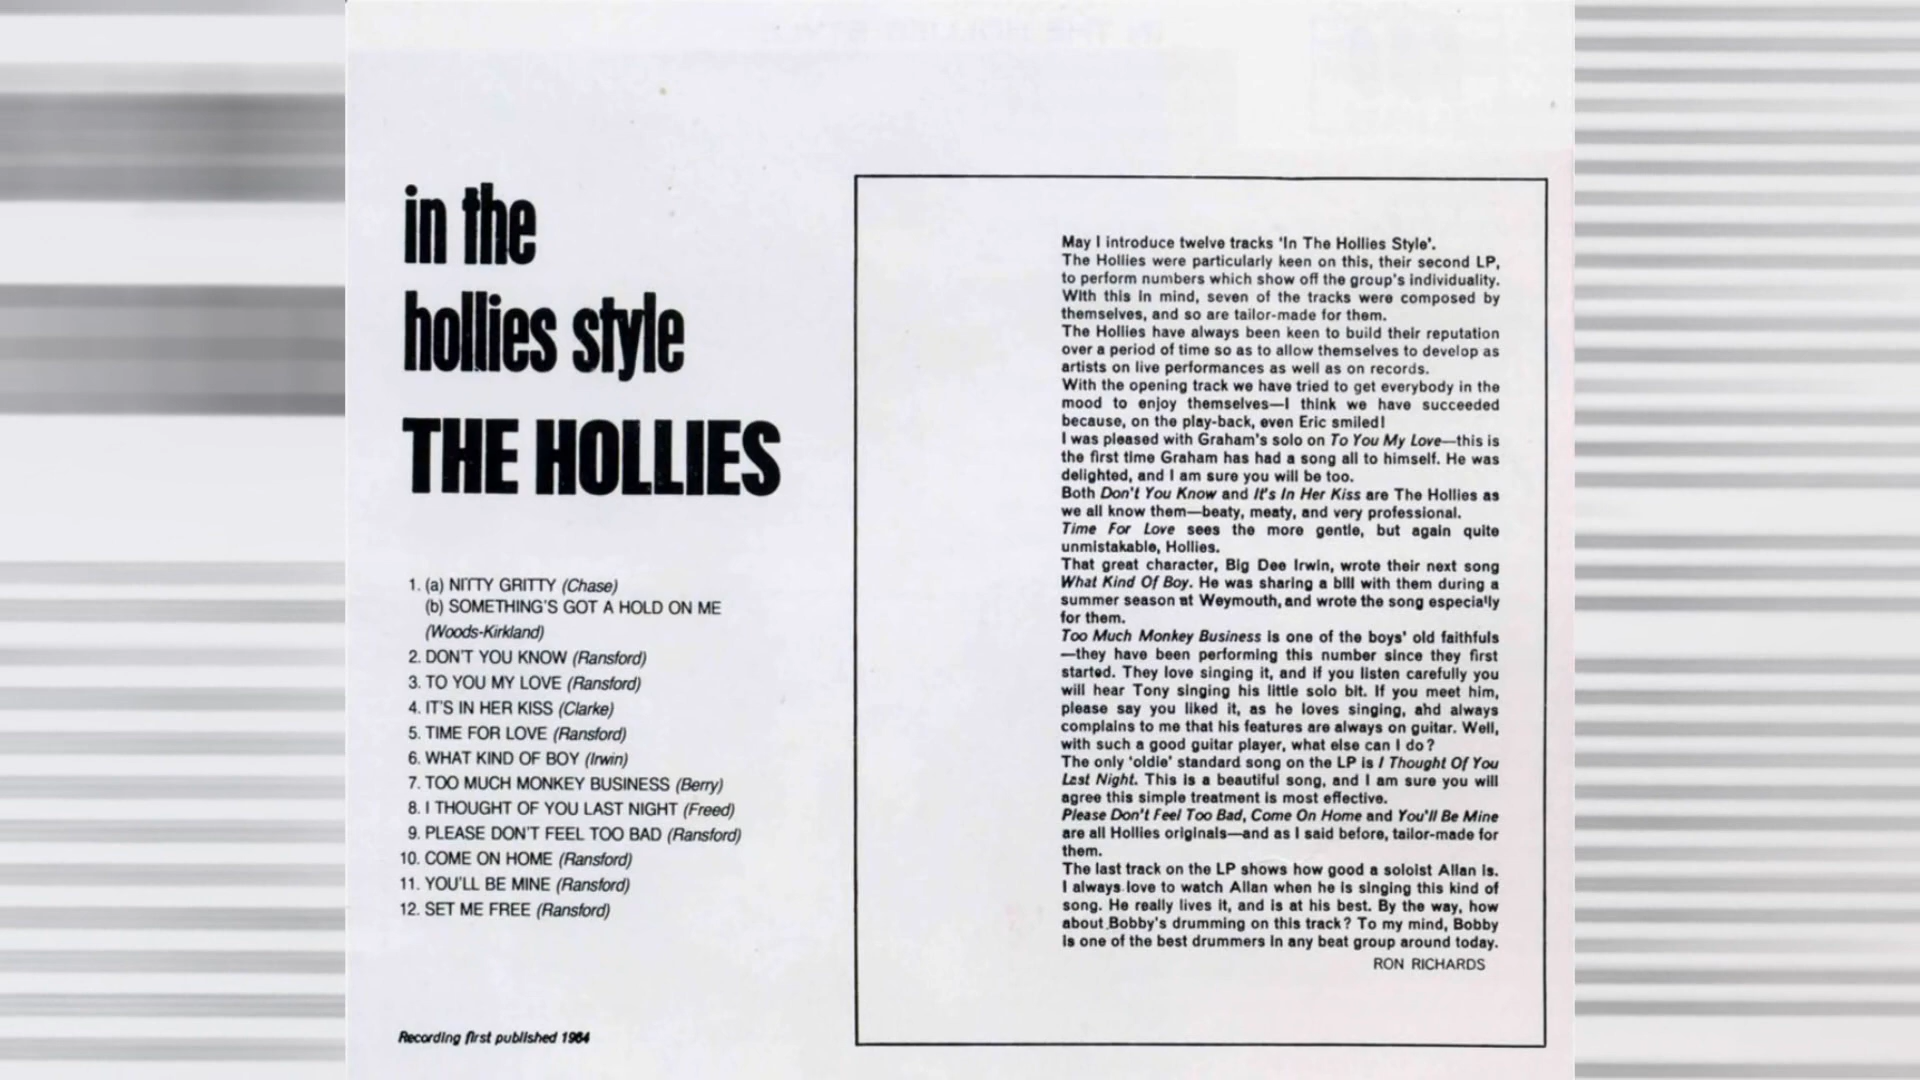 in the
hollies style
THE HOLLIES
1. (a) NITTY GRITTY (Chase)
(b) SOMETHING'S GOT A HOLD ON ME
(Woods-Kirkland)
2. DON'T YOU KNOW (Ransford)
3. TO YOU MY LOVE (Ransford)
4. IT'S IN HER KISS (Clarke)
5. TIME FOR LOVE (Ransford)
6. WHAT KIND OF BOY (Irwin)
7. TOO MUCH MONKEY BUSINESS (Berry)
8. I THOUGHT OF YOU LAST NIGHT (Freed)
9. PLEASE DON'T FEEL TOO BAD (Ransford)
10. COME ON HOME (Ransford)
11. YOU'LL BE MINE (Ransford)
12. SET ME FREE (Ransford)
Recording first published 1964
May I introduce twelve tracks 'In The Hollies Style'.
The Hollies were particularly keen on this, their second LP,
to perform numbers which show off the group's individuality.
With this in mind, seven of the tracks were composed by
themselves, and so are tailor-made for them.
The Hollies have always been keen to build their reputation
over a period of time so as to allow themselves to develop as
artists on live performances as well as on records.
With the opening track we have tried to get everybody in the
mood to enjoy themselves—I think we have succeeded
because, on the play-back, even Eric smiled!
I was pleased with Graham's solo on To You My Love—this is
the first time Graham has had a song all to himself. He was
delighted, and I am sure you will be too.
Both Don't You Know and It's In Her Kiss are The Hollies as
we all know them—beaty, meaty, and very professional.
Time For Love sees the more gentle, but again quite
unmistakable, Hollies.
That great character, Big Dee Irwin, wrote their next song
What Kind Of Boy. He was sharing a bill with them during a
summer season at Weymouth, and wrote the song especially
for them.
Too Much Monkey Business is one of the boys' old faithfuls
—they have been performing this number since they first
started. They love singing it, and if you listen carefully you
will hear Tony singing his little solo bit. If you meet him,
please say you liked it, as he loves singing, ahd always
complains to me that his features are always on guitar. Well,
with such a good guitar player, what else can I do?
The only 'oldie' standard song on the LP is I Thought Of You
Last Night. This is a beautiful song, and I am sure you will
agree this simple treatment is most effective.
Please Don't Feel Too Bad, Come On Home and You'll Be Mine
are all Hollies originals—and as I said before, tailor-made for
them.
The last track on the LP shows how good a soloist Allan is.
I always love to watch Allan when he is singing this kind of
song. He really lives it, and is at his best. By the way, how
about Bobby's drumming on this track? To my mind, Bobby
is one of the best drummers in any beat group around today.
RON RICHARDS